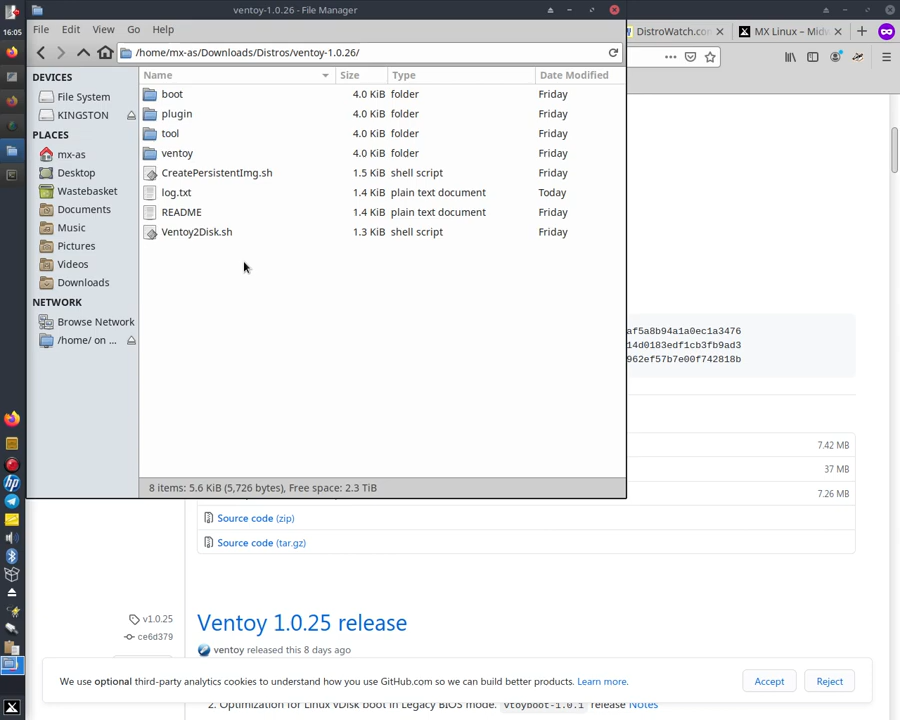 ventoy-1.0.26 - File Manager
16:05
File Edit View Go Help
DistroWatch.con
MX Linux – Mid
/home/mx-as/Downloads/Distros/ventoy-1.0.26/
DEVICES
File System
KINGSTON
PLACES
mx-as
Desktop
Wastebasket
Documents
Music
Pictures
Videos
Downloads
NETWORK
Browse Network
/home/ on ...
Name Size Type Date Modified
boot 4.0 KiB folder Friday
plugin 4.0 KiB folder Friday
tool 4.0 KiB folder Friday
ventoy 4.0 KiB folder Friday
CreatePersistentImg.sh 1.5 KiB shell script Friday
log.txt 1.4 KiB plain text document Today
README 1.4 KiB plain text document Friday
Ventoy2Disk.sh 1.3 KiB shell script Friday
8 items: 5.6 KiB (5,726 bytes), Free space: 2.3 TiB
af5a8b94a1a0ec1a3476
14d0183edf1cb3fb9ad3
962ef57b7e00f742818b
7.42 MB
37 MB
7.26 MB
Source code (zip)
Source code (tar.gz)
v1.0.25
ce6d379
Ventoy 1.0.25 release
ventoy released this 8 days ago
We use optional third-party analytics cookies to understand how you use GitHub.com so we can build better products. Learn more.
Accept
Reject
2. Optimization for Linux vDisk boot in Legacy BIOS mode. vtoyboot-1.0.1 release Notes